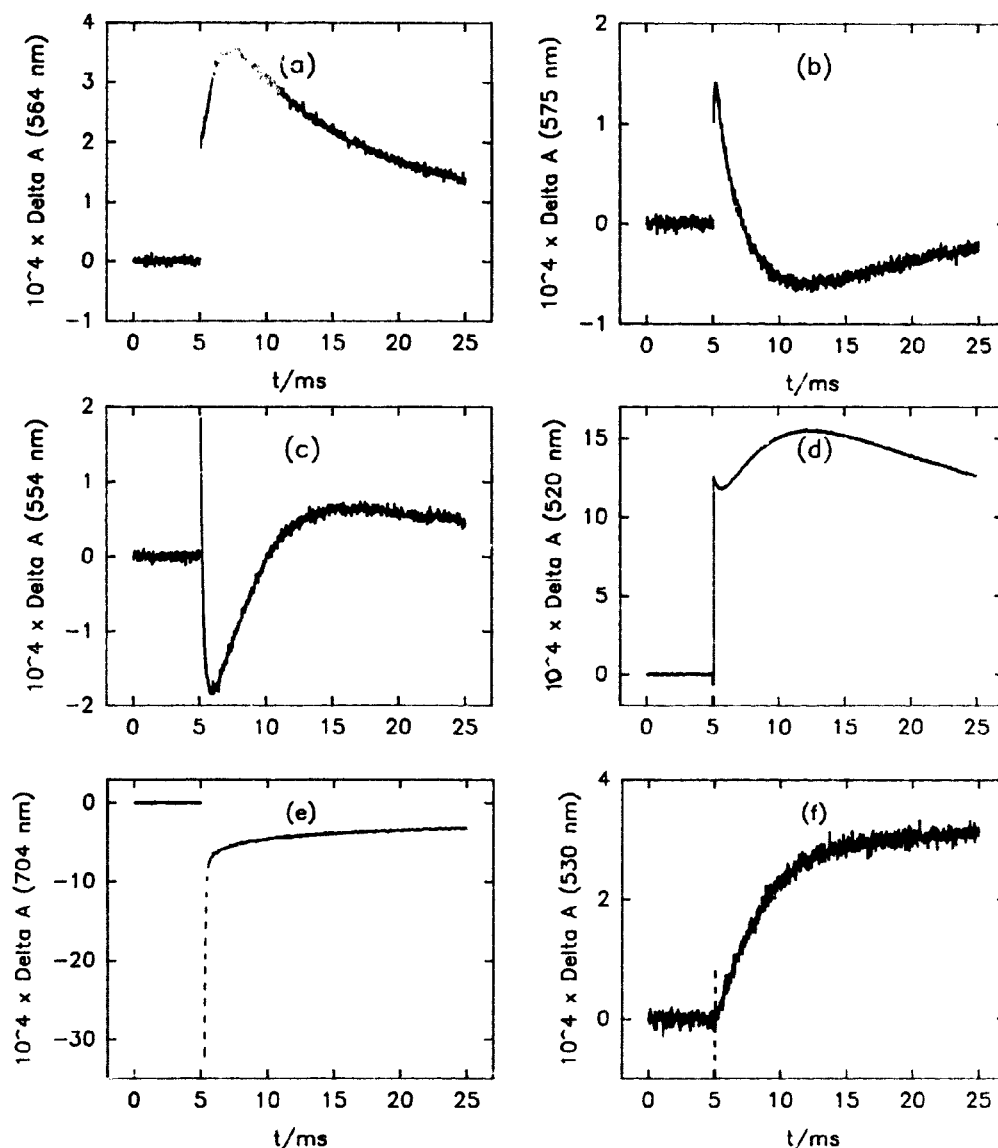 10^4 x Delta A (564 nm)
4
3
2
1
0
−1
(a)
0 5 10 15 20 25
t/ms
10^4 x Delta A (575 nm)
2
1
0
−1
(b)
0 5 10 15 20 25
t/ms
10^4 x Delta A (554 nm)
2
1
0
−1
−2
(c)
0 5 10 15 20 25
10^4 x Delta A (520 nm)
15
10
5
0
(d)
0 5 10 15 20 25
10^4 x Delta A (704 nm)
0
−10
−20
−30
(e)
0 5 10 15 20 25
t/ms
10^4 x Delta A (530 nm)
4
2
0
(f)
0 5 10 15 20 25
t/ms